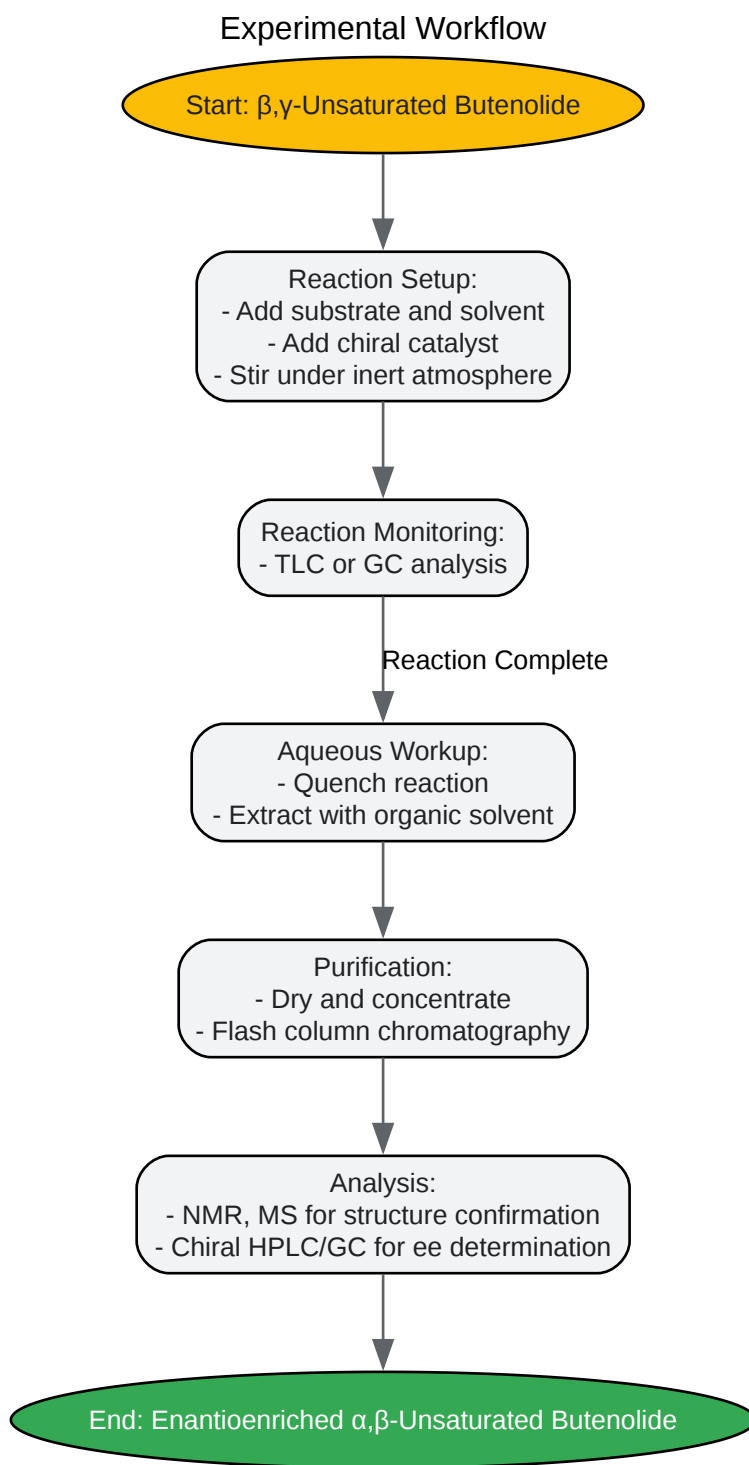 Experimental Workflow
Start: β,γ-Unsaturated Butenolide
Reaction Setup:
- Add substrate and solvent
- Add chiral catalyst
- Stir under inert atmosphere
Reaction Monitoring:
- TLC or GC analysis
Reaction Complete
Aqueous Workup:
- Quench reaction
- Extract with organic solvent
Purification:
- Dry and concentrate
- Flash column chromatography
Analysis:
- NMR, MS for structure confirmation
- Chiral HPLC/GC for ee determination
End: Enantioenriched α,β-Unsaturated Butenolide